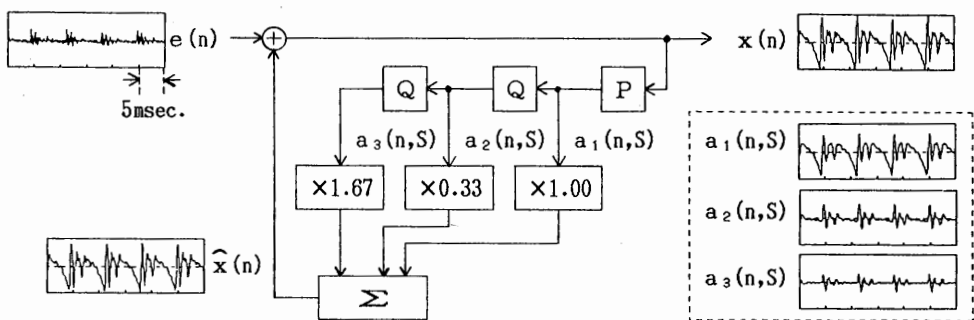 e(n)
+
x(n)
5msec.
Q
Q
P
a₃(n,S)
a₂(n,S)
a₁(n,S)
×1.67
×0.33
×1.00
x̂(n)
Σ
a₁(n,S)
a₂(n,S)
a₃(n,S)